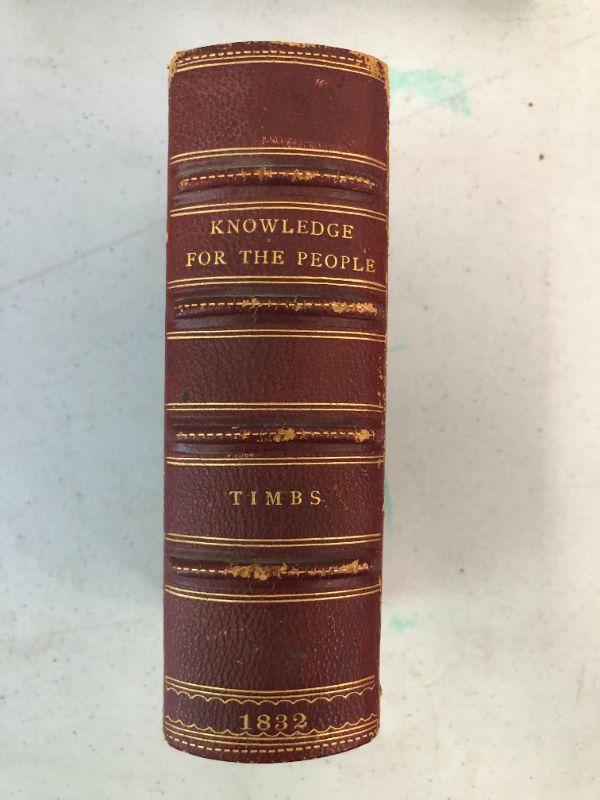 KNOWLEDGE
FOR THE PEOPLE
TIMBS
1832